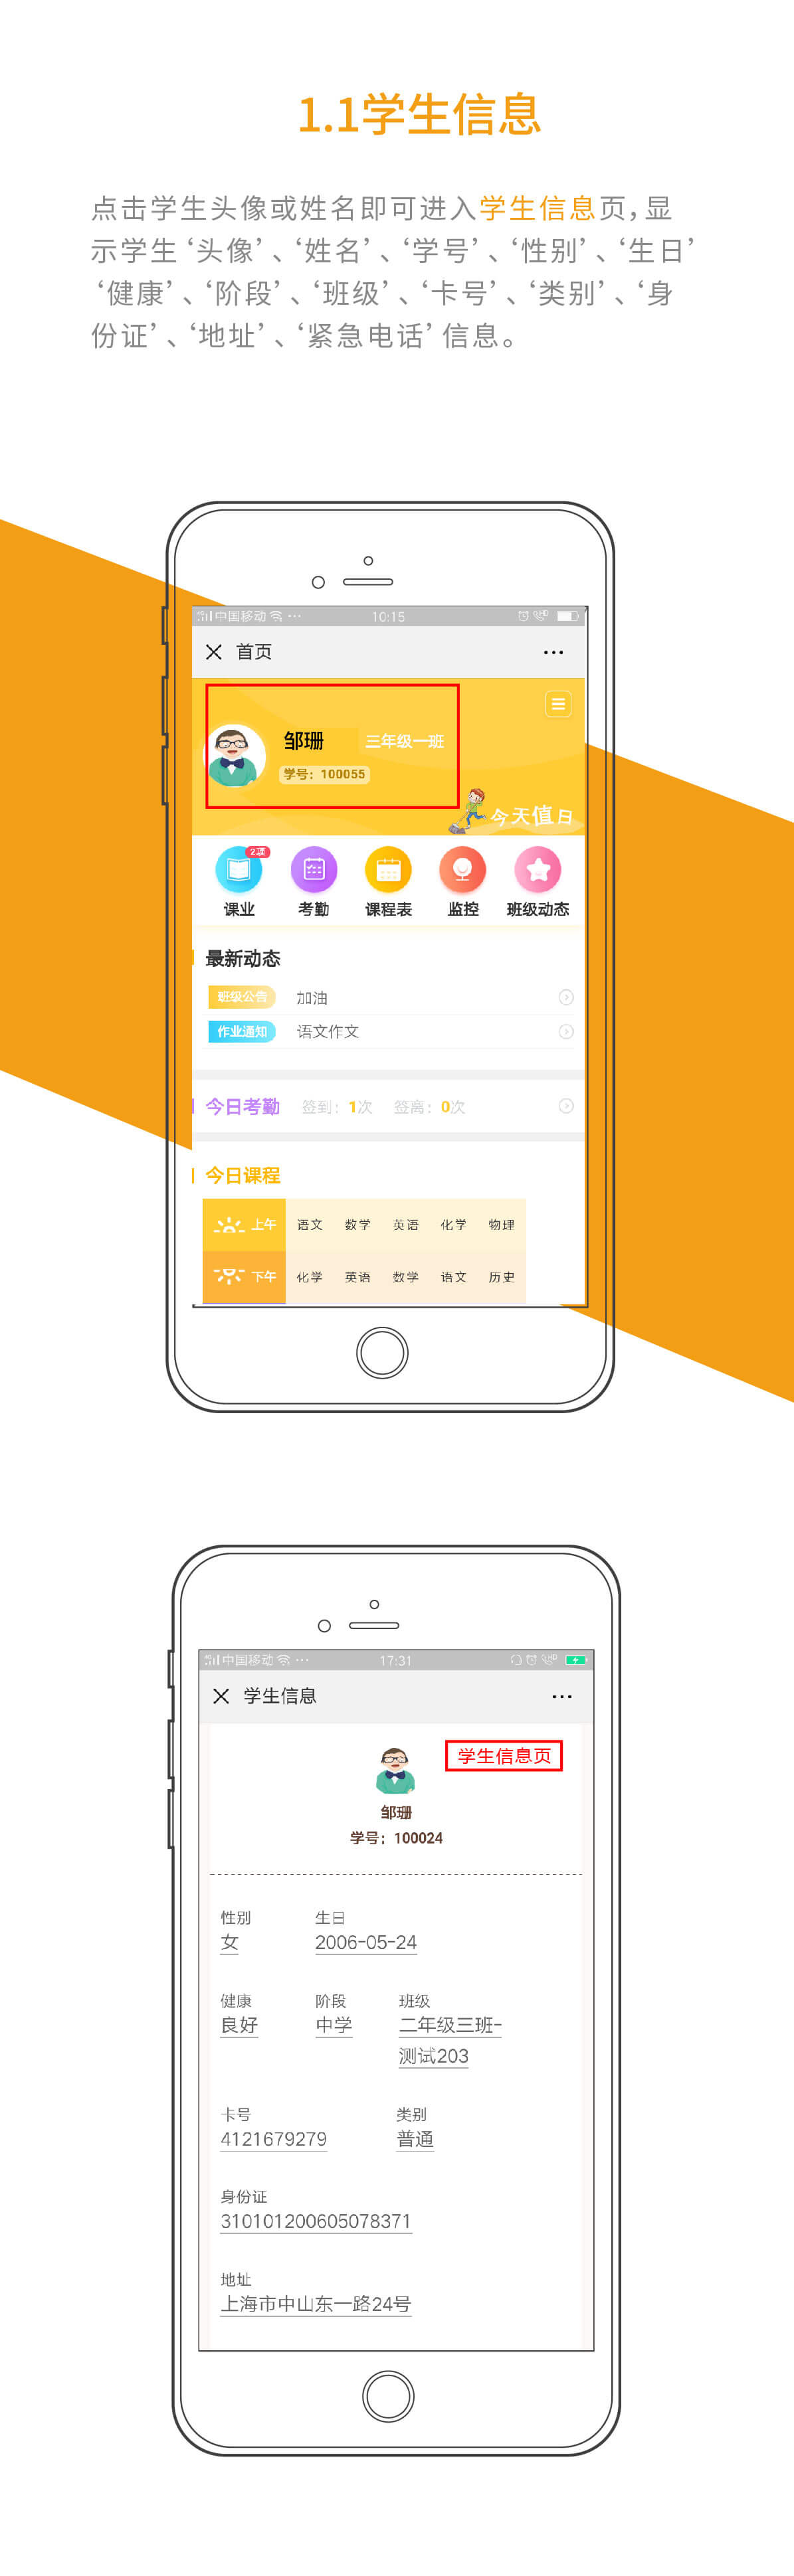 1.1学生信息
点击学生头像或姓名即可进入学生信息页，显
示学生‘头像’、‘姓名’、‘学号’、‘性别’、‘生日’
‘健康’、‘阶段’、‘班级’、‘卡号’、‘类别’、‘身
份证’、‘地址’、‘紧急电话’信息。
中国移动 ··· 10:15
首页 ···
邹珊 三年级一班
学号：100055
今天值日
2项
课业 考勤 课程表 监控 班级动态
最新动态
班级公告 加油
作业通知 语文作文
今日考勤 签到：1次 签离：0次
今日课程
上午 语文 数学 英语 化学 物理
下午 化学 英语 数学 语文 历史
中国移动 ··· 17:31
学生信息 ···
学生信息页
邹珊
学号：100024
性别 生日
女 2006-05-24
健康 阶段 班级
良好 中学 二年级三班-
测试203
卡号 类别
4121679279 普通
身份证
310101200605078371
地址
上海市中山东一路24号